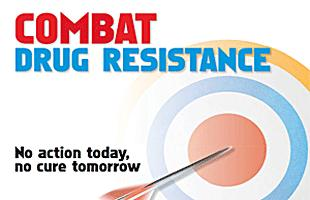 COMBAT
DRUG RESISTANCE
No action today,
no cure tomorrow